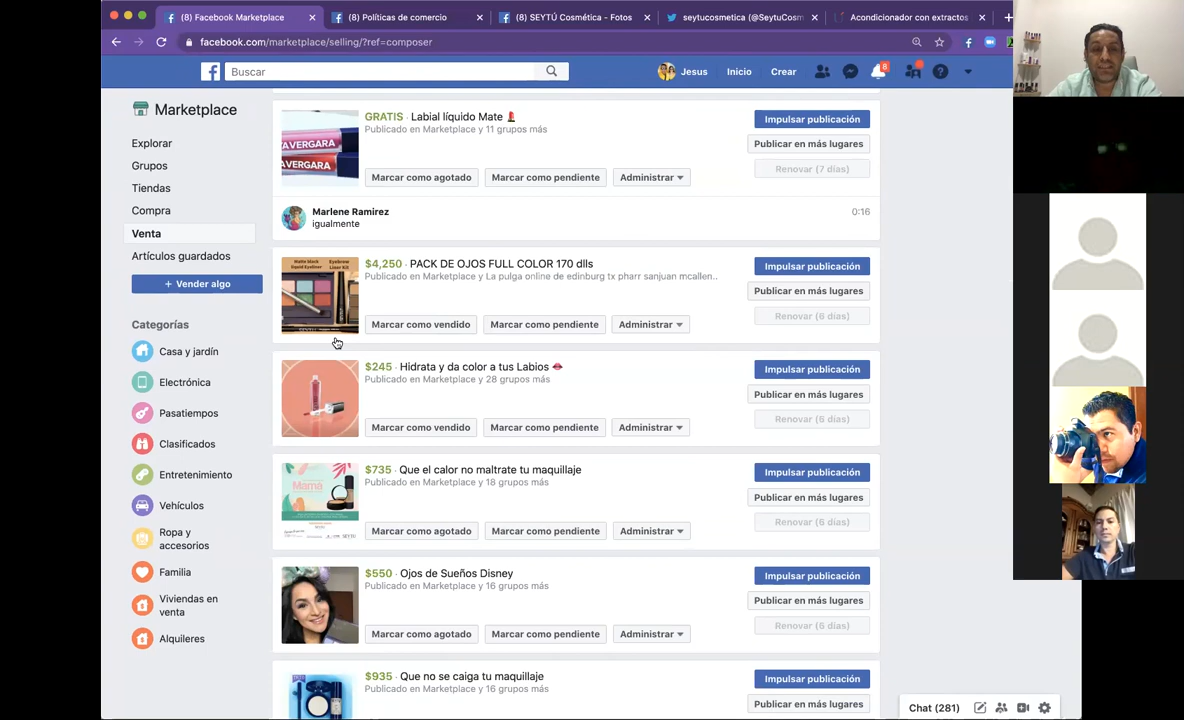 (8) Facebook Marketplace
(8) Políticas de comercio
(8) SEYTÚ Cosmética - Fotos
seytucosmetica (@SeytuCosm
Acondicionador con extractos
facebook.com/marketplace/selling/?ref=composer
Buscar
Jesus
Inicio
Crear
8
Marketplace
Explorar
Grupos
Tiendas
Compra
Venta
Artículos guardados
+ Vender algo
Categorías
Casa y jardín
Electrónica
Pasatiempos
Clasificados
Entretenimiento
Vehículos
Ropa y
accesorios
Familia
Viviendas en
venta
Alquileres
AVERGARA
AVERGARA
GRATIS · Labial líquido Mate
Publicado en Marketplace y 11 grupos más
Marcar como agotado
Marcar como pendiente
Administrar
Impulsar publicación
Publicar en más lugares
Renovar (7 días)
Marlene Ramirez
igualmente
0:16
$4,250 · PACK DE OJOS FULL COLOR 170 dlls
Publicado en Marketplace y La pulga online de edinburg tx pharr sanjuan mcallen...
Marcar como vendido
Marcar como pendiente
Administrar
Impulsar publicación
Publicar en más lugares
Renovar (6 días)
$245 · Hidrata y da color a tus Labios
Publicado en Marketplace y 28 grupos más
Marcar como vendido
Marcar como pendiente
Administrar
Impulsar publicación
Publicar en más lugares
Renovar (6 días)
Mamá
$735 · Que el calor no maltrate tu maquillaje
Publicado en Marketplace y 18 grupos más
Marcar como agotado
Marcar como pendiente
Administrar
Impulsar publicación
Publicar en más lugares
Renovar (6 días)
$550 · Ojos de Sueños Disney
Publicado en Marketplace y 16 grupos más
Marcar como agotado
Marcar como pendiente
Administrar
Impulsar publicación
Publicar en más lugares
Renovar (6 días)
$935 · Que no se caiga tu maquillaje
Publicado en Marketplace y 16 grupos más
Impulsar publicación
Publicar en más lugares
Chat (281)